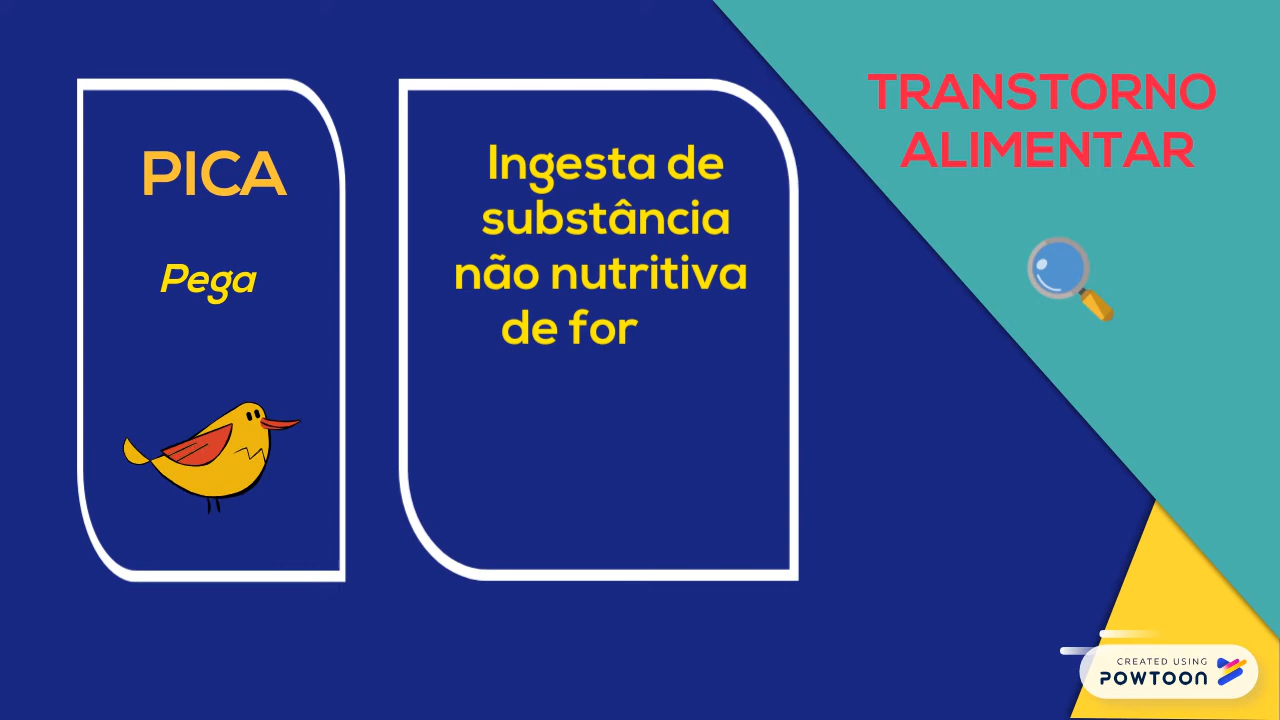 PICA
Pega
Ingesta de
substância
não nutritiva
de for
TRANSTORNO
ALIMENTAR
CREATED USING
POWTOON